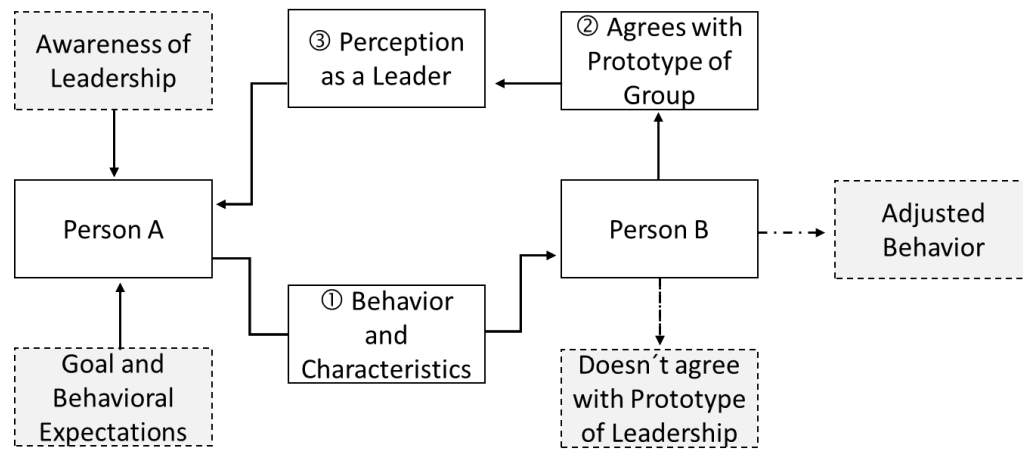 Awareness of
Leadership
③ Perception
as a Leader
② Agrees with
Prototype of
Group
Person A
Person B
Adjusted
Behavior
① Behavior
and
Characteristics
Goal and
Behavioral
Expectations
Doesn´t agree
with Prototype
of Leadership